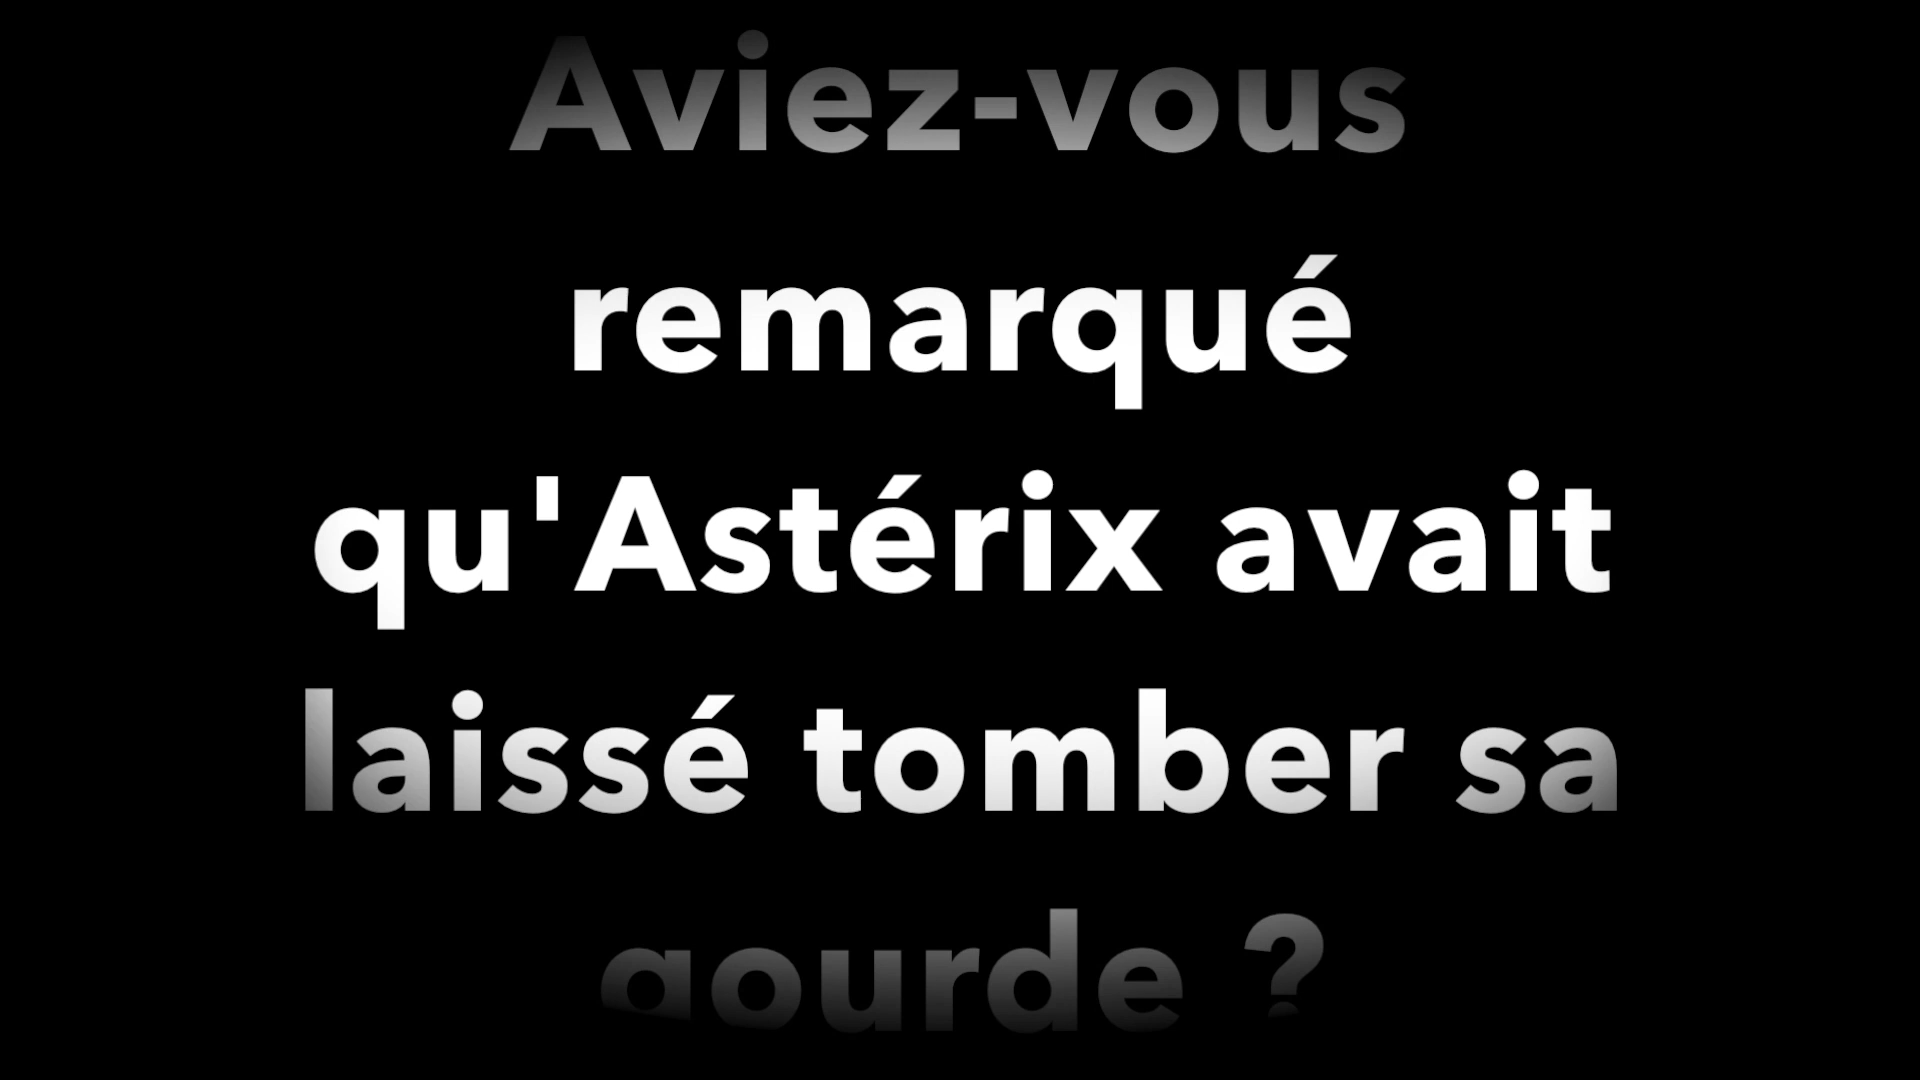 Aviez-vous
remarqué
qu'Astérix avait
laissé tomber sa
gourde ?